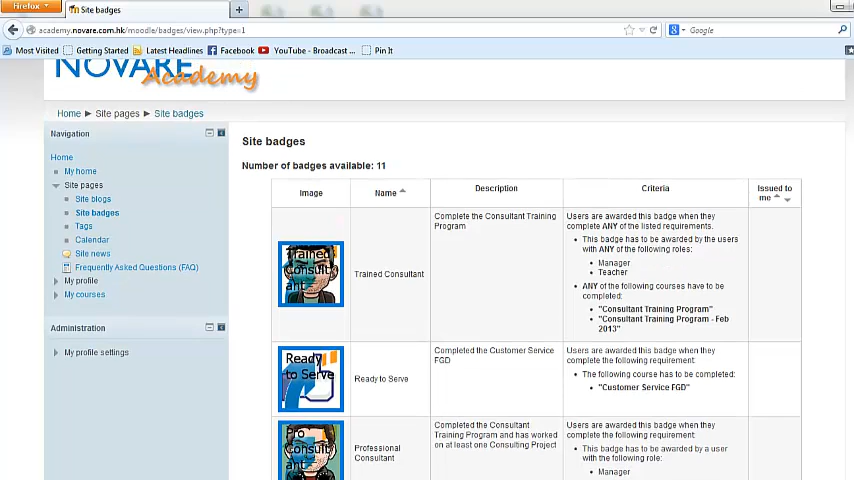 Firefox
Site badges
academy.novare.com.hk/moodle/badges/view.php?type=1
Google
Most Visited
Getting Started
Latest Headlines
Facebook
YouTube - Broadcast ...
Pin It
NOVARE
Academy
Home ► Site pages ► Site badges
Navigation
Home
My home
Site pages
Site blogs
Site badges
Tags
Calendar
Site news
Frequently Asked Questions (FAQ)
My profile
My courses
Administration
My profile settings
Site badges
Number of badges available: 11
Image
Name
Description
Criteria
Issued to
me
Trained
Consult
ant
Trained Consultant
Complete the Consultant Training
Program
Users are awarded this badge when they
complete ANY of the listed requirements.
This badge has to be awarded by the users
with ANY of the following roles:
Manager
Teacher
ANY of the following courses have to be
completed:
"Consultant Training Program"
"Consultant Training Program - Feb
2013"
Ready
to Serve
Ready to Serve
Completed the Customer Service
FGD
Users are awarded this badge when they
complete the following requirement:
The following course has to be completed:
"Customer Service FGD"
Pro
Consult
ant
Professional
Consultant
Completed the Consultant
Training Program and has worked
on at least one Consulting Project
Users are awarded this badge when they
complete the following requirement:
This badge has to be awarded by a user
with the following role:
Manager